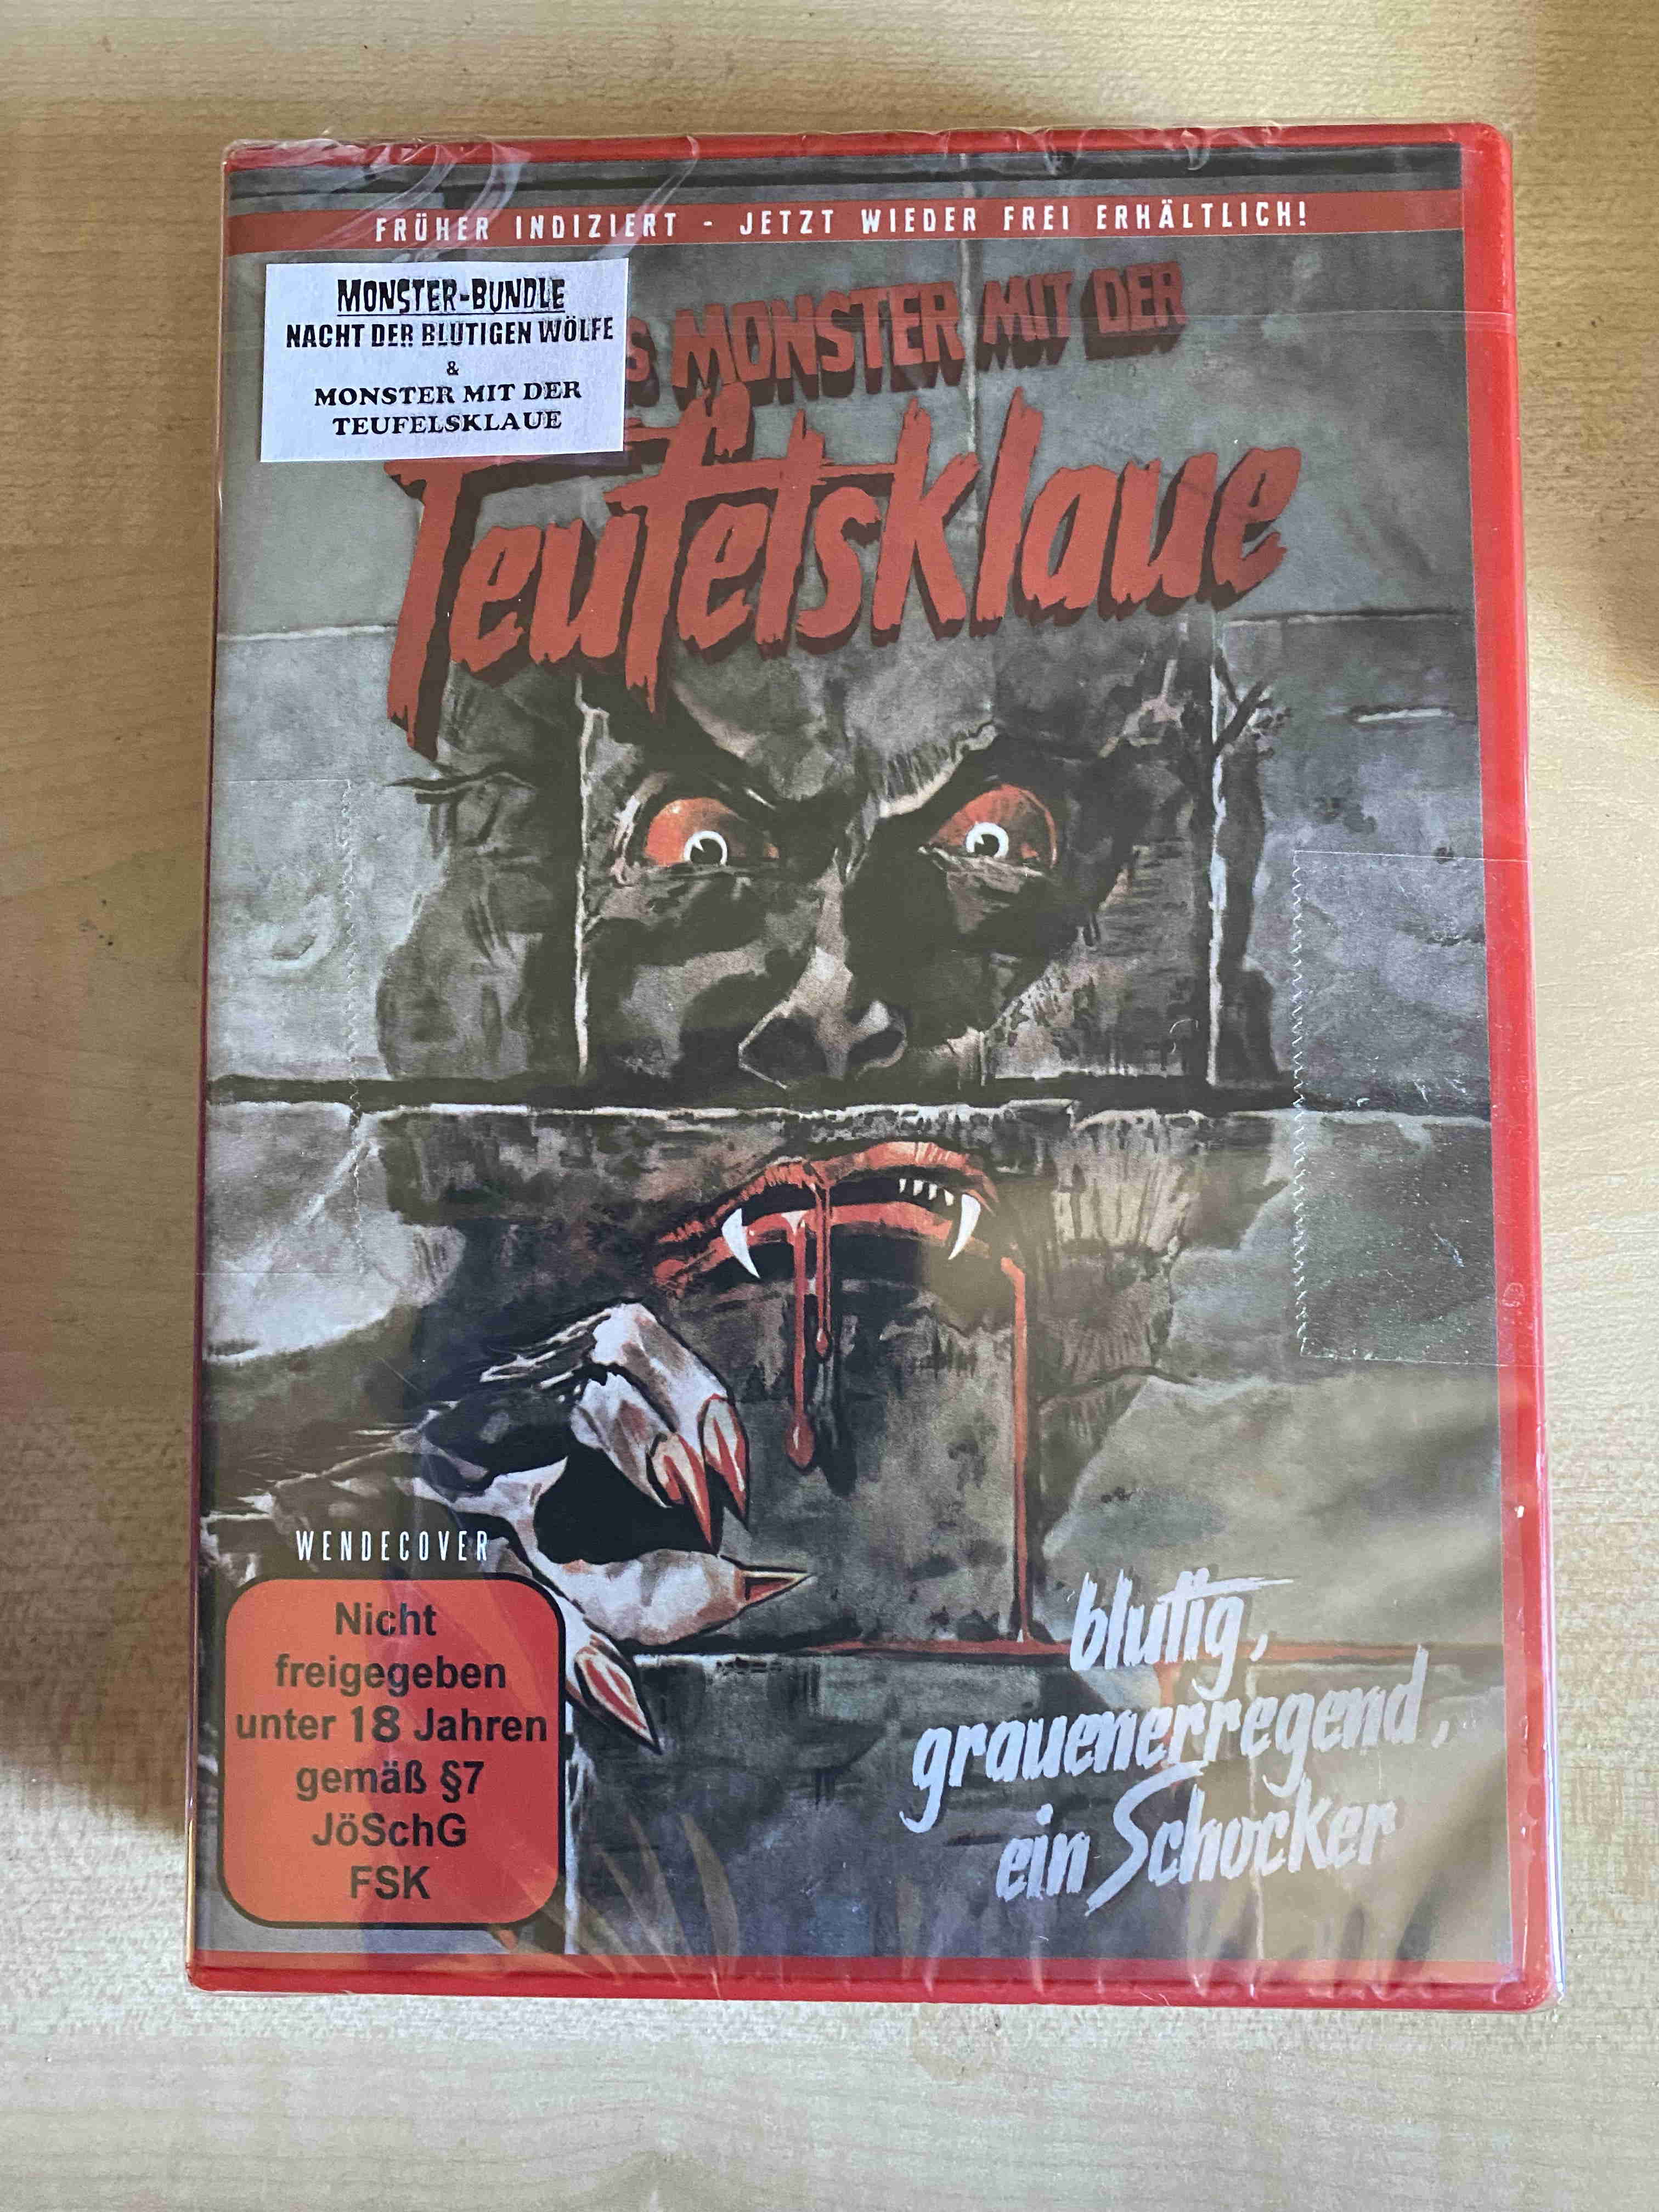 FRÜHER INDIZIERT - JETZT WIEDER FREI ERHÄLTLICH!
MONSTER-BUNDLE
NACHT DER BLUTIGEN WÖLFE
&
MONSTER MIT DER
TEUFELSKLAUE
S MONSTER MIT DER
Teufelsklaue
WENDECOVER
Nicht
freigegeben
unter 18 Jahren
gemäß §7
JöSchG
FSK
blutig,
grauenerregend,
ein Schocker